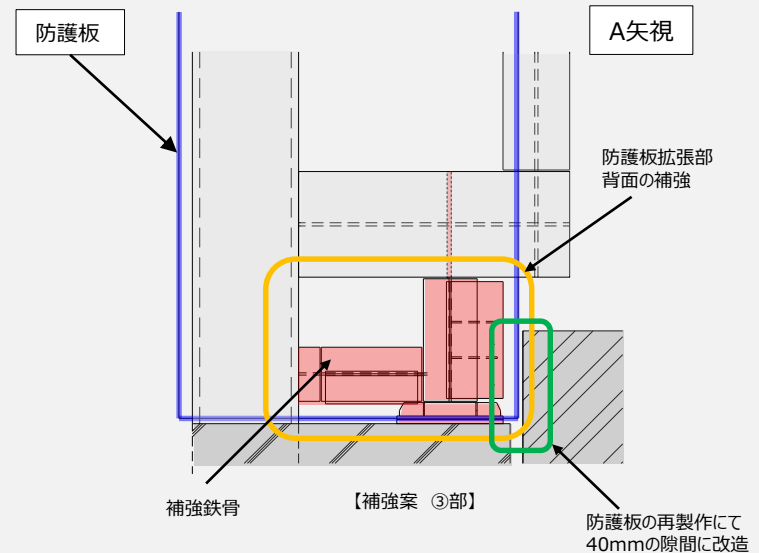 防護板
A矢視
防護板拡張部
背面の補強
補強鉄骨
【補強案 ③部】
防護板の再製作にて
40mmの隙間に改造